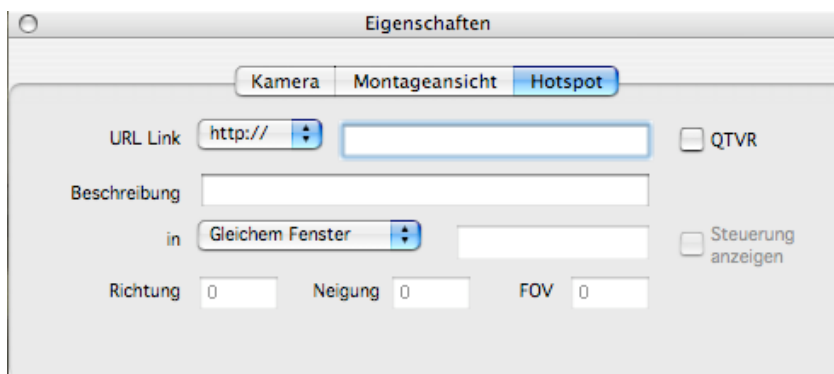 Eigenschaften
Kamera Montageansicht Hotspot
URL Link http:// QTVR
Beschreibung
in Gleichem Fenster Steuerung
anzeigen
Richtung 0 Neigung 0 FOV 0